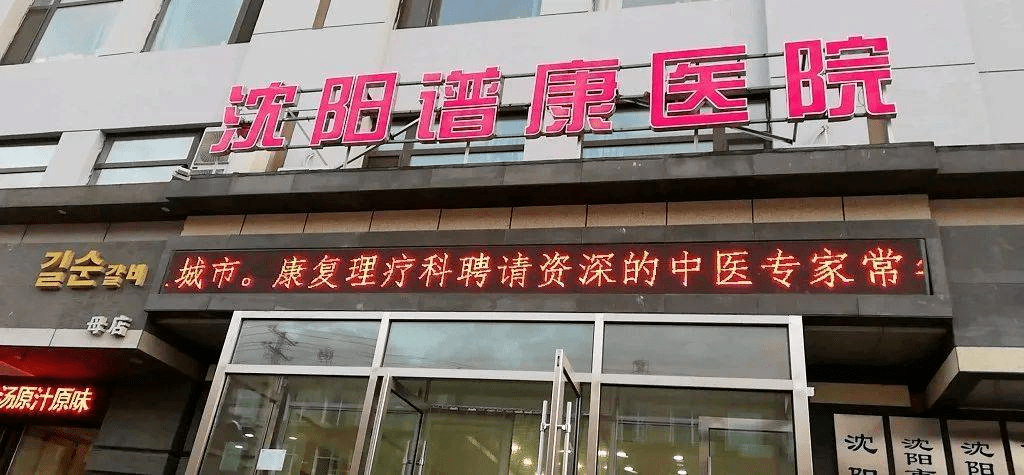 沈阳谱康医院
城市。康复理疗科聘请资深的中医专家常
길순갈비
母店
汤原汁原味
沈阳
沈阳市
沈阳
沈